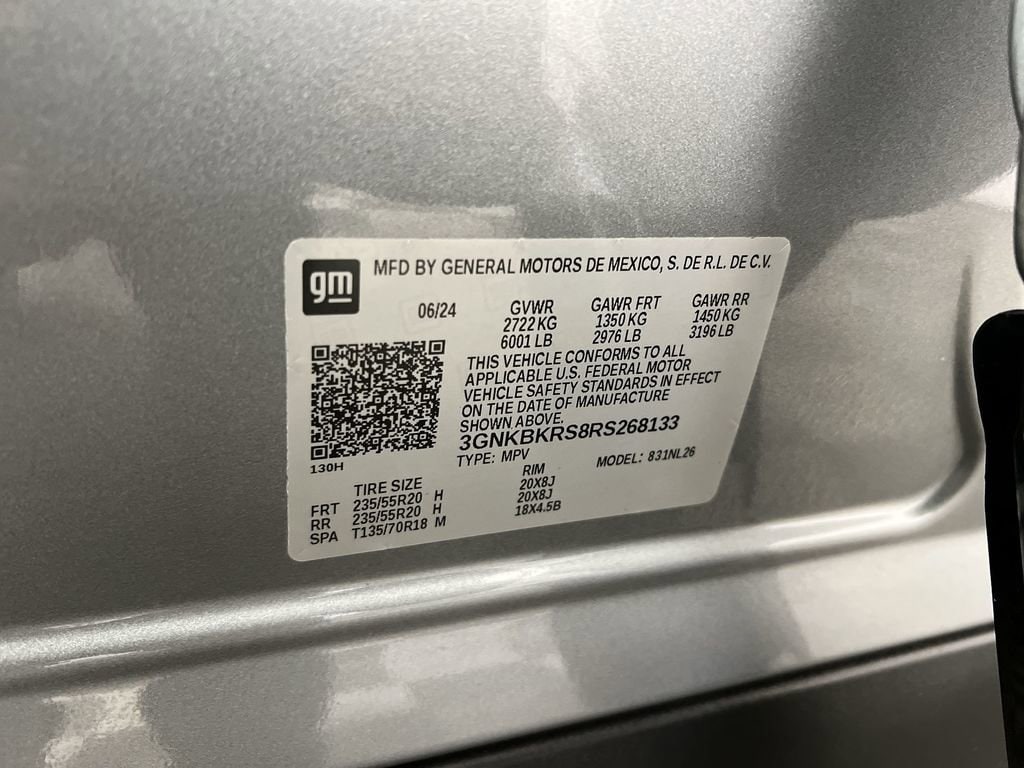 gm
MFD BY GENERAL MOTORS DE MEXICO, S. DE R.L. DE C.V.
06/24 GVWR GAWR FRT GAWR RR
2722 KG 1350 KG 1450 KG
6001 LB 2976 LB 3196 LB
THIS VEHICLE CONFORMS TO ALL
APPLICABLE U.S. FEDERAL MOTOR
VEHICLE SAFETY STANDARDS IN EFFECT
ON THE DATE OF MANUFACTURE
SHOWN ABOVE.
3GNKBKRS8RS268133
130H TYPE: MPV MODEL: 831NL26
TIRE SIZE RIM
FRT 235/55R20 H 20X8J
RR 235/55R20 H 20X8J
SPA T135/70R18 M 18X4.5B